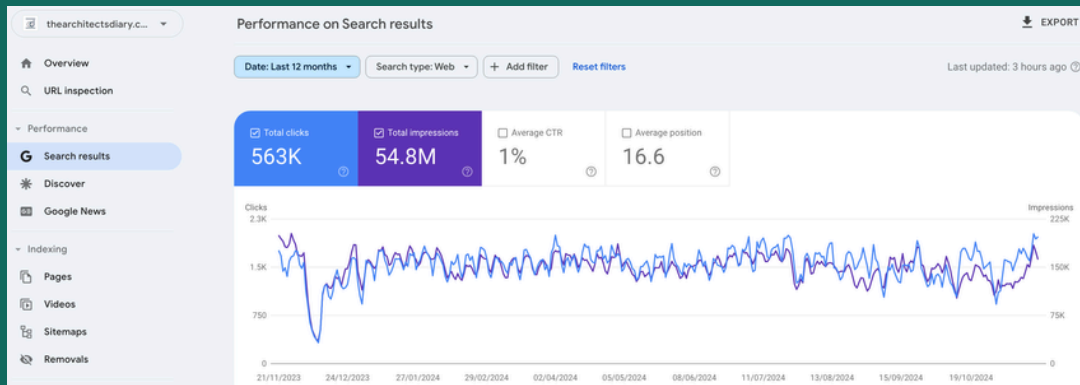 thearchitectsdiary.c...
Performance on Search results
EXPORT
Overview
URL inspection
Date: Last 12 months
Search type: Web
Add filter
Reset filters
Last updated: 3 hours ago
Performance
Search results
Discover
Google News
Total clicks
563K
Total impressions
54.8M
Average CTR
1%
Average position
16.6
Indexing
Pages
Videos
Sitemaps
Removals
Clicks
2.3K
1.5K
750
0
Impressions
225K
150K
75K
0
21/11/2023 24/12/2023 27/01/2024 29/02/2024 02/04/2024 05/05/2024 08/06/2024 11/07/2024 13/08/2024 15/09/2024 19/10/2024